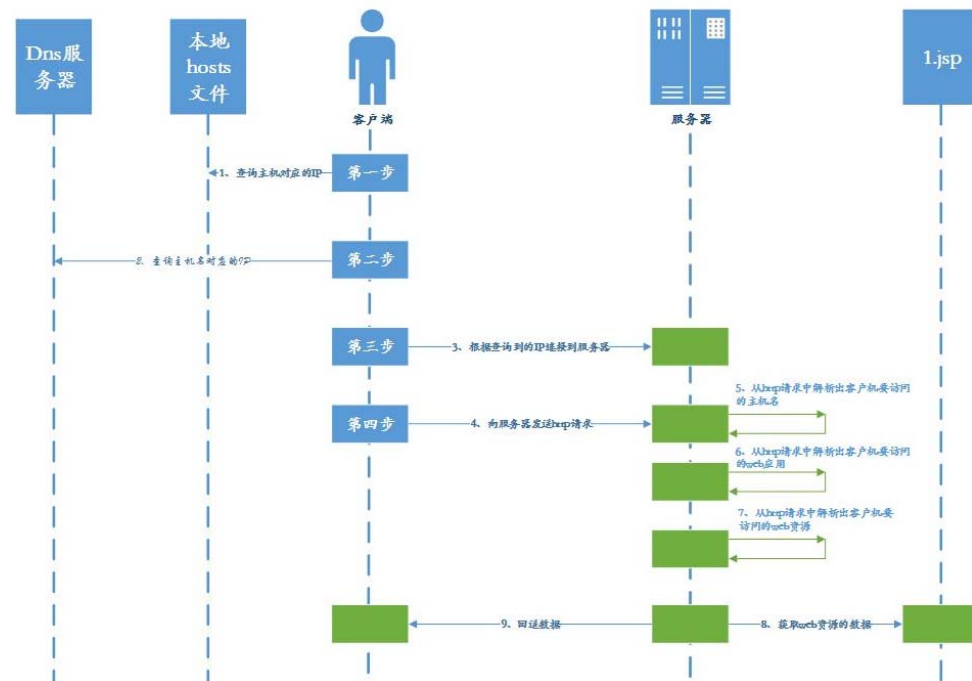 Dns服
务器
本地
hosts
文件
客户端
服务器
1.jsp
1、查询主机对应的IP
第一步
2、查询主机名对应的IP
第二步
第三步
3、根据查询到的IP连接到服务器
第四步
4、向服务器发送http请求
5、从http请求中解析出客户机要访问
的主机名
6、从http请求中解析出客户机要访问
的web应用
7、从http请求中解析出客户机要
访问的web资源
9、回送数据
8、获取web资源的数据